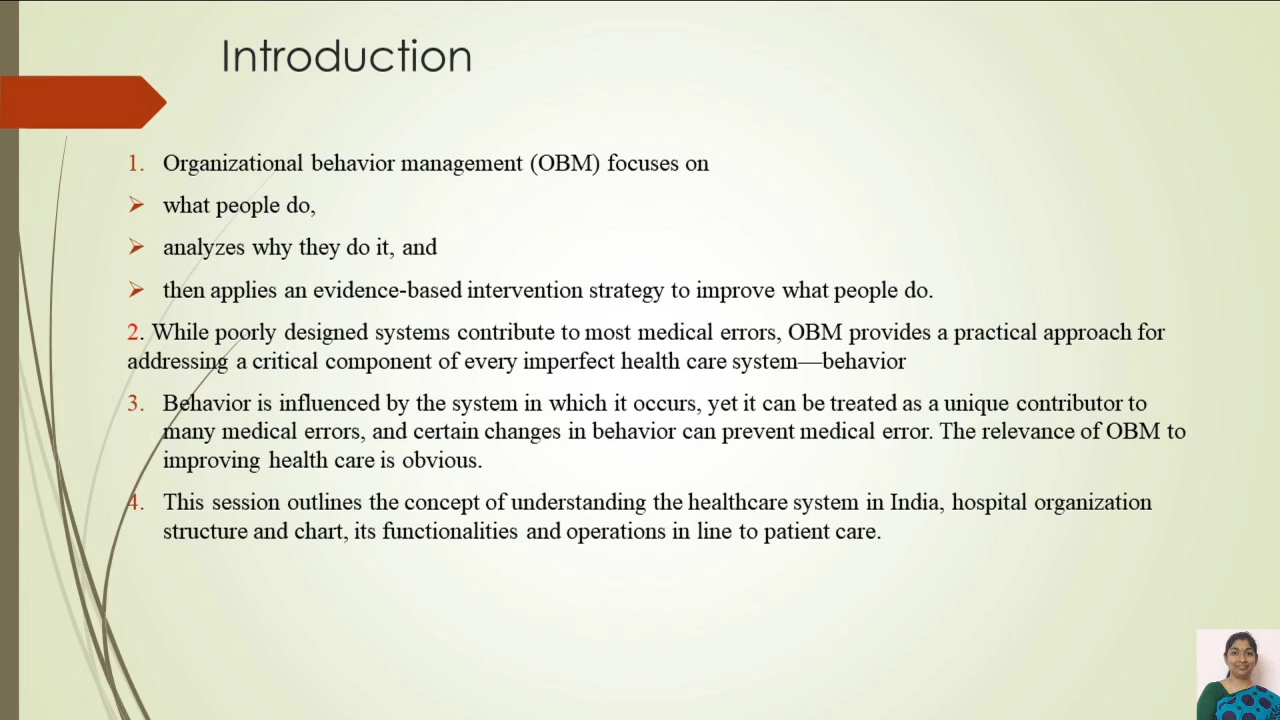 Introduction
1. Organizational behavior management (OBM) focuses on
➢ what people do,
➢ analyzes why they do it, and
➢ then applies an evidence-based intervention strategy to improve what people do.
2. While poorly designed systems contribute to most medical errors, OBM provides a practical approach for
addressing a critical component of every imperfect health care system—behavior
3. Behavior is influenced by the system in which it occurs, yet it can be treated as a unique contributor to
many medical errors, and certain changes in behavior can prevent medical error. The relevance of OBM to
improving health care is obvious.
4. This session outlines the concept of understanding the healthcare system in India, hospital organization
structure and chart, its functionalities and operations in line to patient care.